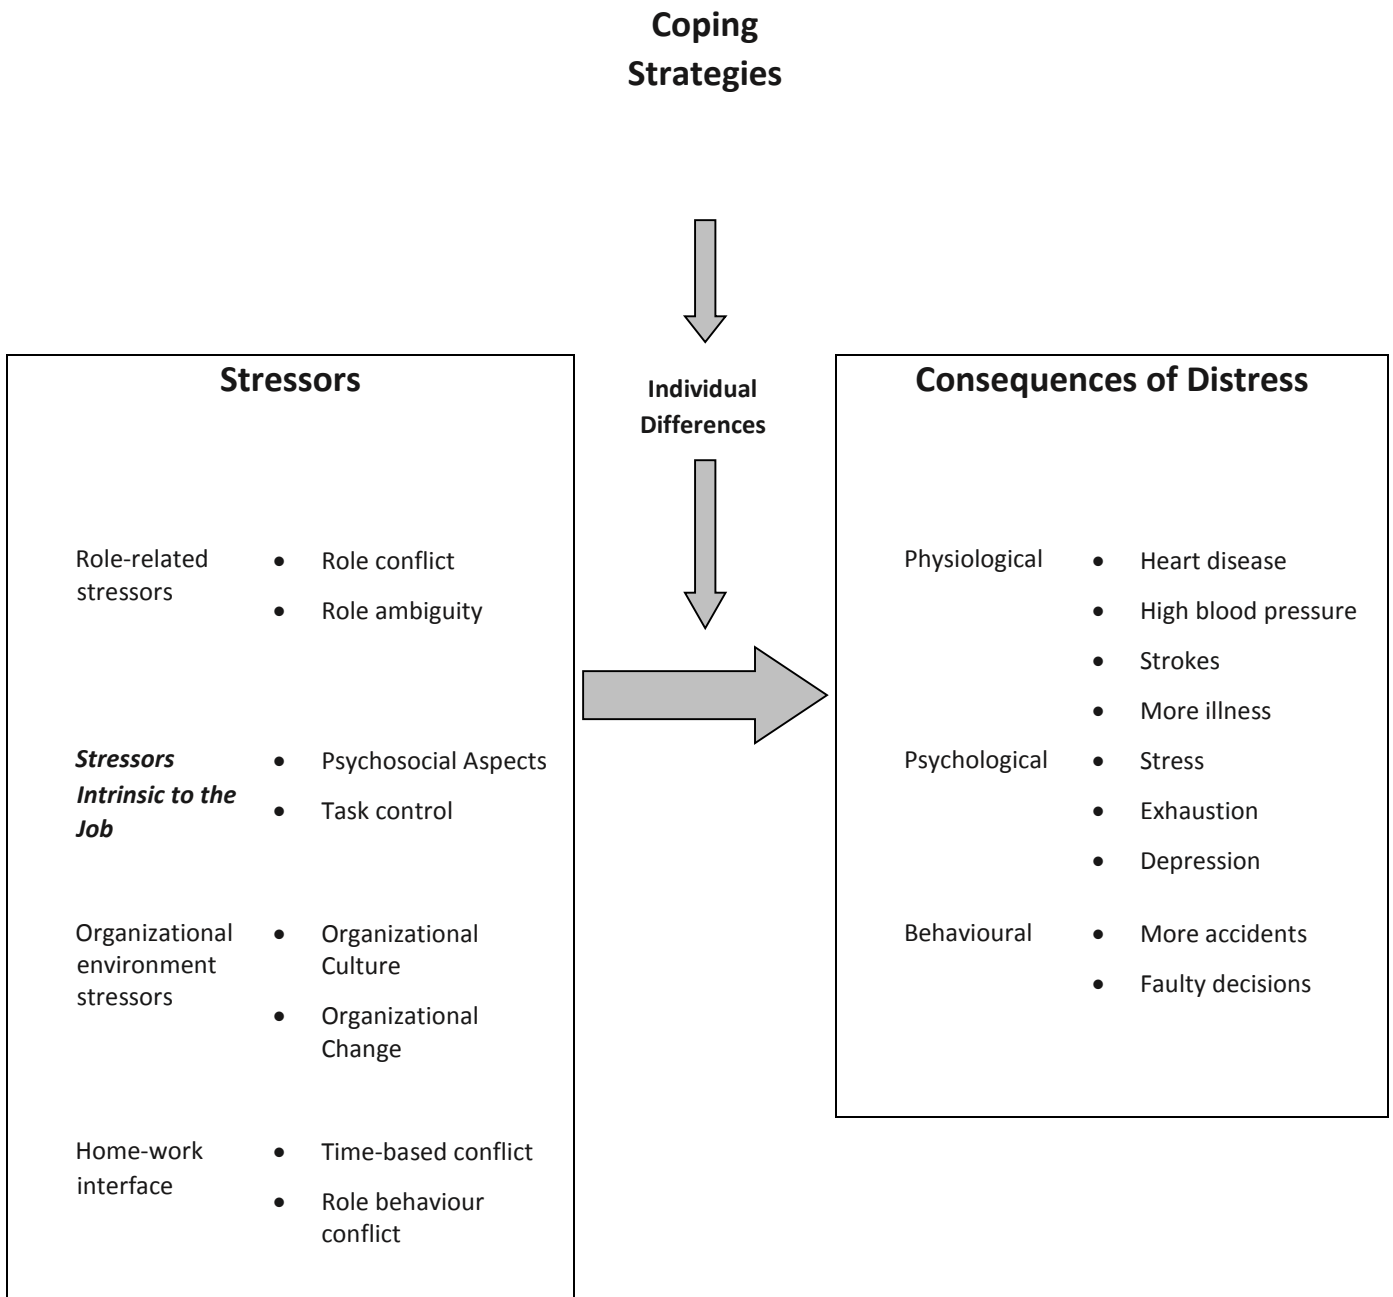 Coping
Strategies
Stressors
Individual
Differences
Consequences of Distress
Role-related
stressors
• Role conflict
• Role ambiguity
Stressors
Intrinsic to the
Job
• Psychosocial Aspects
• Task control
Organizational
environment
stressors
• Organizational
Culture
• Organizational
Change
Home-work
interface
• Time-based conflict
• Role behaviour
conflict
Physiological
• Heart disease
• High blood pressure
• Strokes
• More illness
Psychological
• Stress
• Exhaustion
• Depression
Behavioural
• More accidents
• Faulty decisions